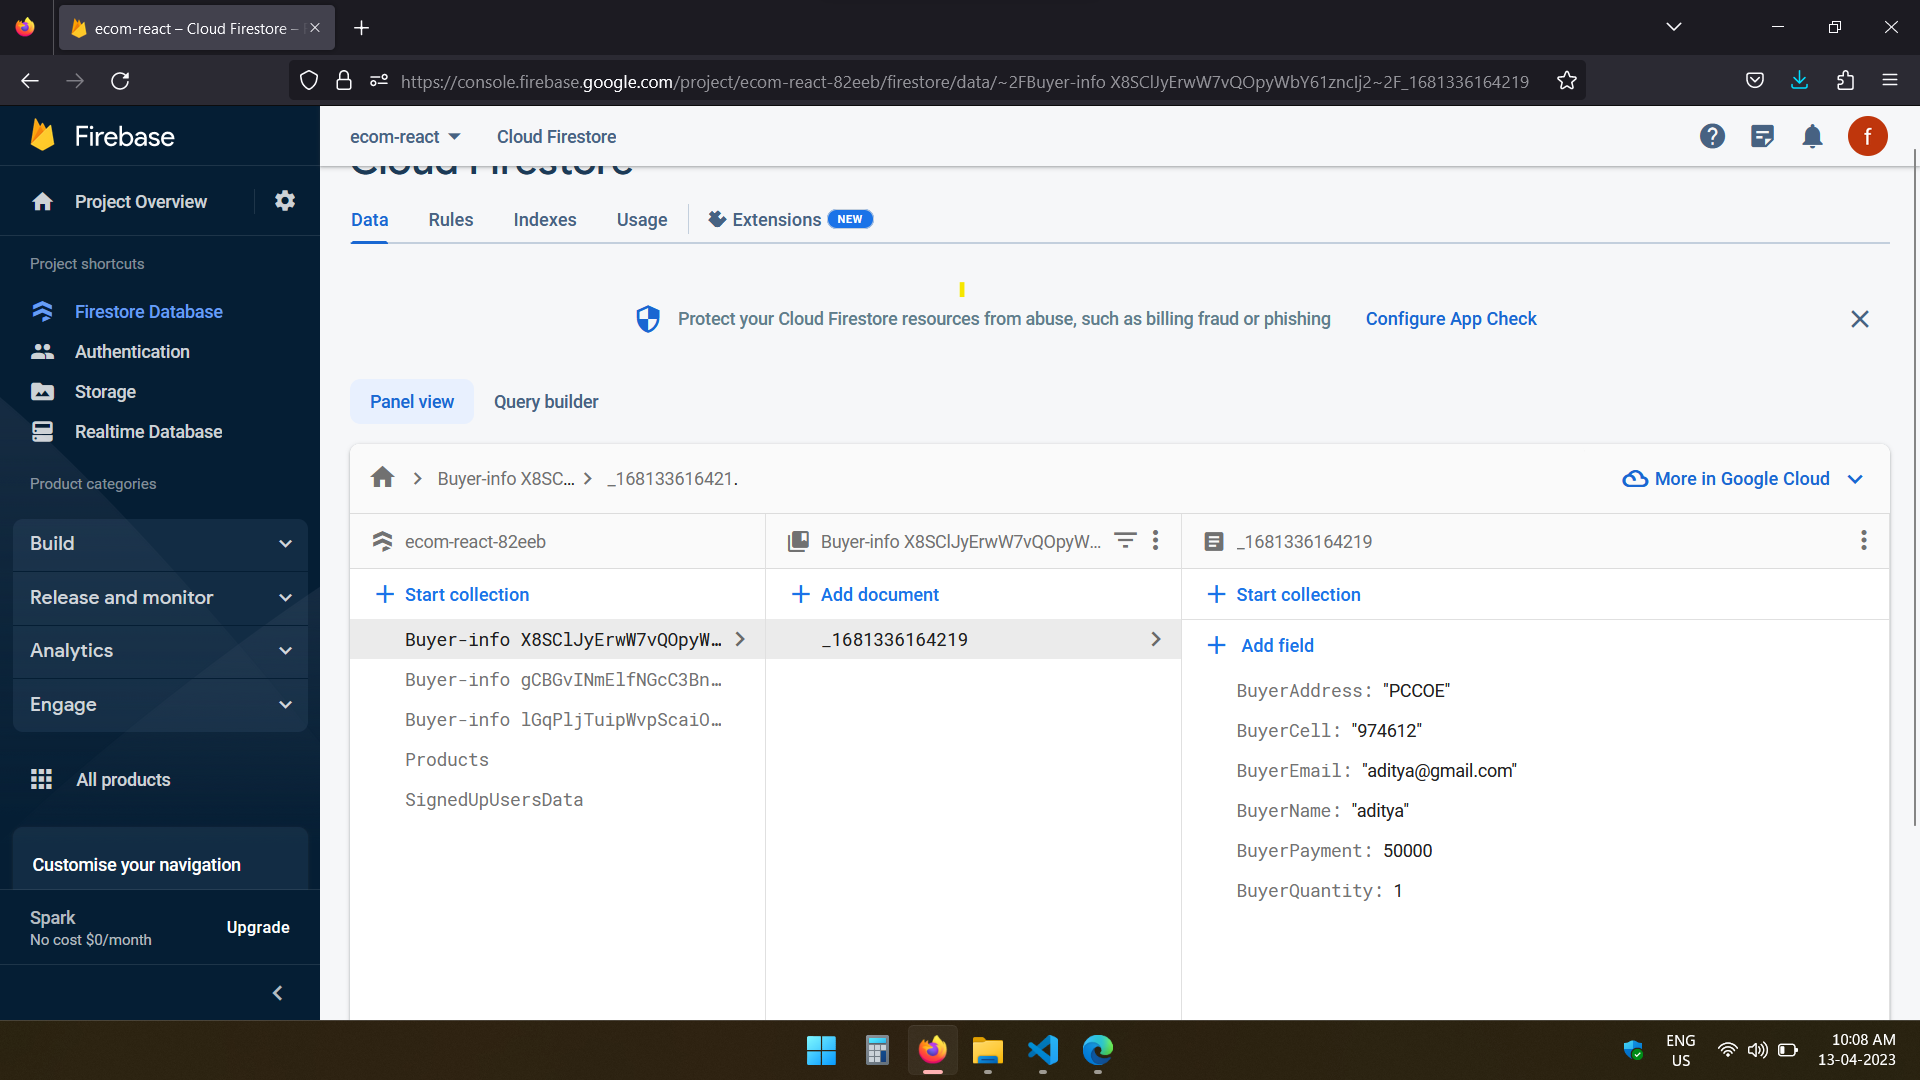 ecom-react – Cloud Firestore –
https://console.firebase.google.com/project/ecom-react-82eeb/firestore/data/~2FBuyer-info X8SClJyErwW7vQOpyWbY61zncIj2~2F_1681336164219
Firebase
ecom-react
Cloud Firestore
f
Cloud Firestore
Project Overview
Data
Rules
Indexes
Usage
Extensions
NEW
Project shortcuts
Firestore Database
Authentication
Storage
Realtime Database
Product categories
Build
Release and monitor
Analytics
Engage
All products
Customise your navigation
Spark
No cost $0/month
Upgrade
Protect your Cloud Firestore resources from abuse, such as billing fraud or phishing
Configure App Check
Panel view
Query builder
Buyer-info X8SC...
_168133616421.
More in Google Cloud
ecom-react-82eeb
Start collection
Buyer-info X8SClJyErwW7vQOpyW…
Buyer-info gCBGvINmElfNGcC3Bn…
Buyer-info lGqPljTuipWvpScaiO…
Products
SignedUpUsersData
Buyer-info X8SClJyErwW7vQOpyW...
Add document
_1681336164219
_1681336164219
Start collection
Add field
BuyerAddress: "PCCOE"
BuyerCell: "974612"
BuyerEmail: "aditya@gmail.com"
BuyerName: "aditya"
BuyerPayment: 50000
BuyerQuantity: 1
ENG
US
10:08 AM
13-04-2023